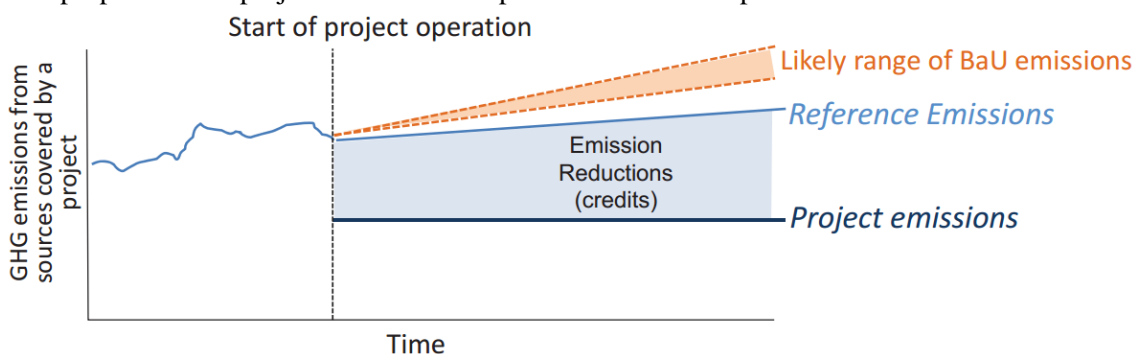 Start of project operation
GHG emissions from
sources covered by a
project
Likely range of BaU emissions
Reference Emissions
Emission
Reductions
(credits)
Project emissions
Time